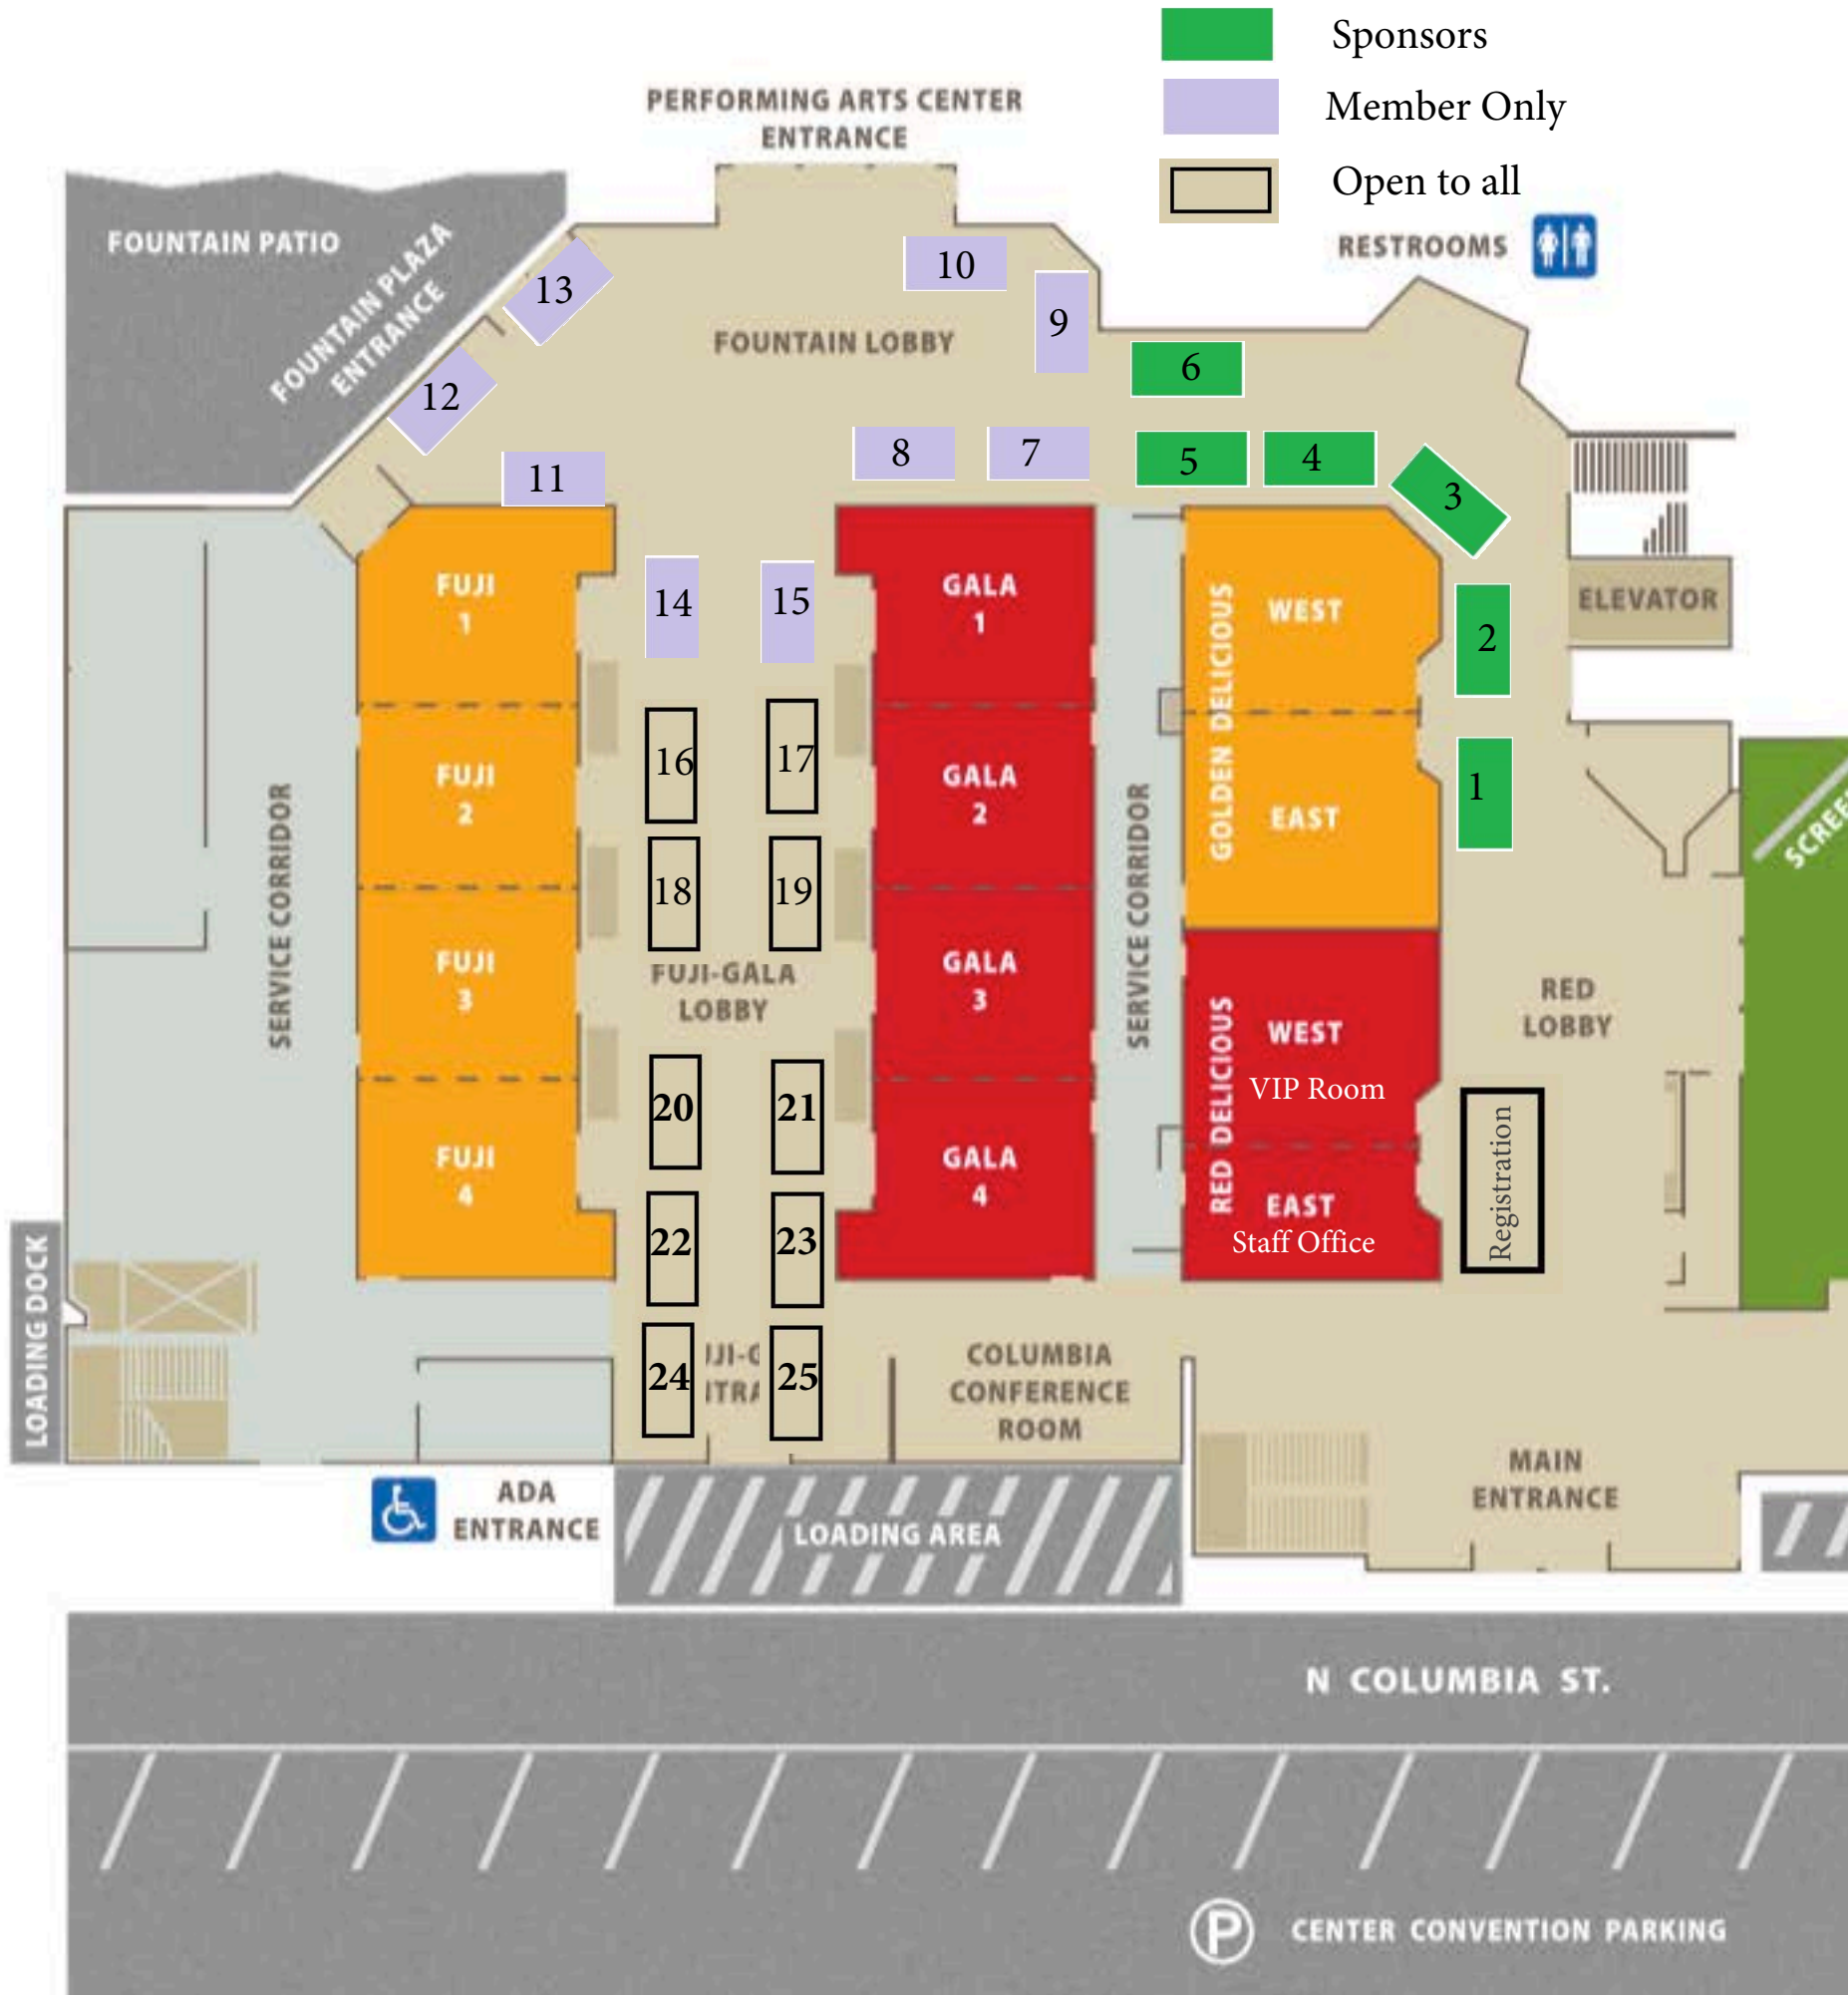 Sponsors
Member Only
Open to all
PERFORMING ARTS CENTER
ENTRANCE
RESTROOMS
FOUNTAIN PATIO
FOUNTAIN PLAZA
ENTRANCE
FOUNTAIN LOBBY
13
12
11
10
9
8
7
6
5
4
3
2
1
14
15
16
17
18
19
20
21
22
23
24
25
FUJI
1
FUJI
2
FUJI
3
FUJI
4
FUJI-GALA
LOBBY
GALA
1
GALA
2
GALA
3
GALA
4
SERVICE CORRIDOR
SERVICE CORRIDOR
GOLDEN DELICIOUS
WEST
EAST
RED DELICIOUS
WEST
VIP Room
EAST
Staff Office
ELEVATOR
RED
LOBBY
Registration
LOADING DOCK
COLUMBIA
CONFERENCE
ROOM
MAIN
ENTRANCE
ADA
ENTRANCE
LOADING AREA
N COLUMBIA ST.
P
CENTER CONVENTION PARKING